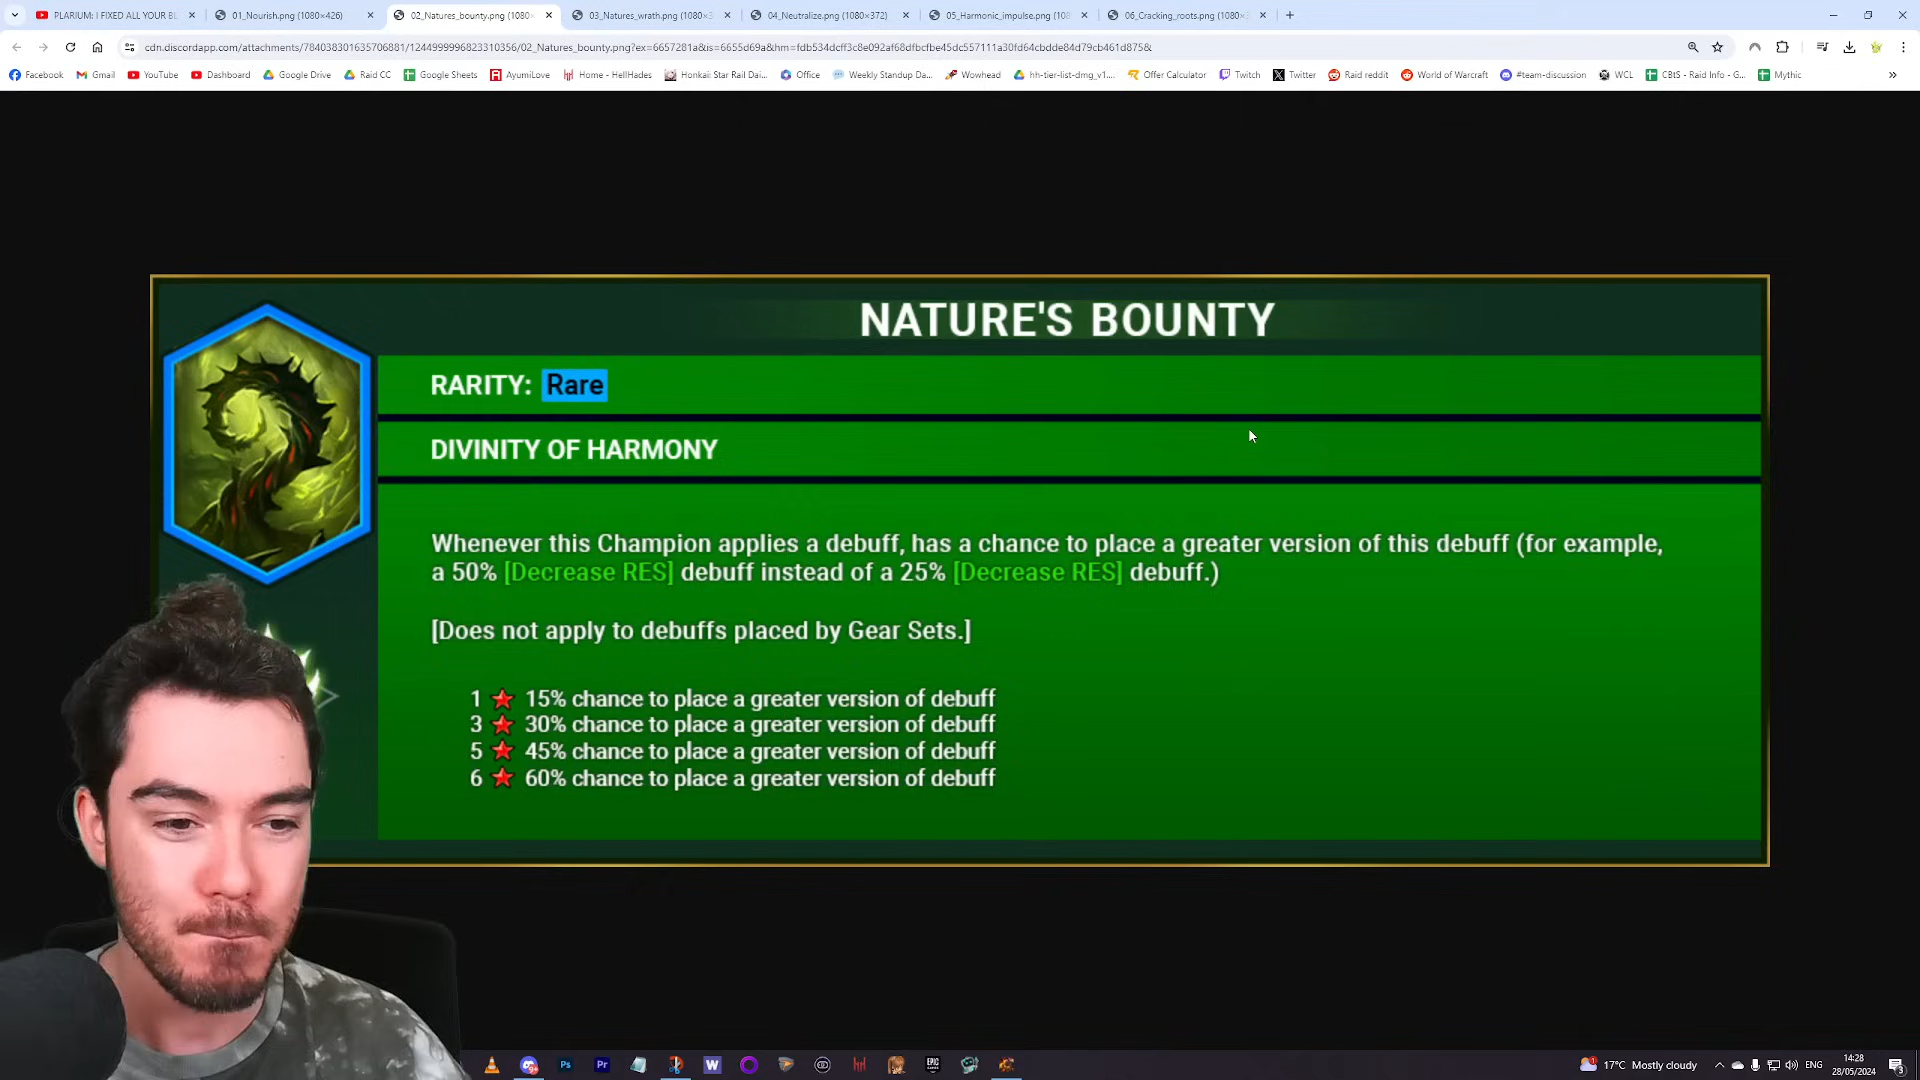 PLARIUM: I FIXED ALL YOUR BL
01_Nourish.png (1080×426)
02_Natures_bounty.png (1080×
03_Natures_wrath.png (1080×
04_Neutralize.png (1080×372)
05_Harmonic_impulse.png (108
06_Cracking_roots.png (1080×
Facebook
Gmail
YouTube
Dashboard
Google Drive
Raid CC
Google Sheets
AyumiLove
Home - HellHades
Honkai: Star Rail Dai...
Office
Weekly Standup Da...
Wowhead
hh-tier-list-dmg_v1....
Offer Calculator
Twitch
Twitter
Raid reddit
World of Warcraft
#team-discussion
WCL
CBtS - Raid Info - G...
Mythic
NATURE'S BOUNTY
RARITY: Rare
DIVINITY OF HARMONY
Whenever this Champion applies a debuff, has a chance to place a greater version of this debuff (for example,
a 50% [Decrease RES] debuff instead of a 25% [Decrease RES] debuff.)
[Does not apply to debuffs placed by Gear Sets.]
1 ★ 15% chance to place a greater version of debuff
3 ★ 30% chance to place a greater version of debuff
5 ★ 45% chance to place a greater version of debuff
6 ★ 60% chance to place a greater version of debuff
17°C Mostly cloudy
ENG
14:28
28/05/2024